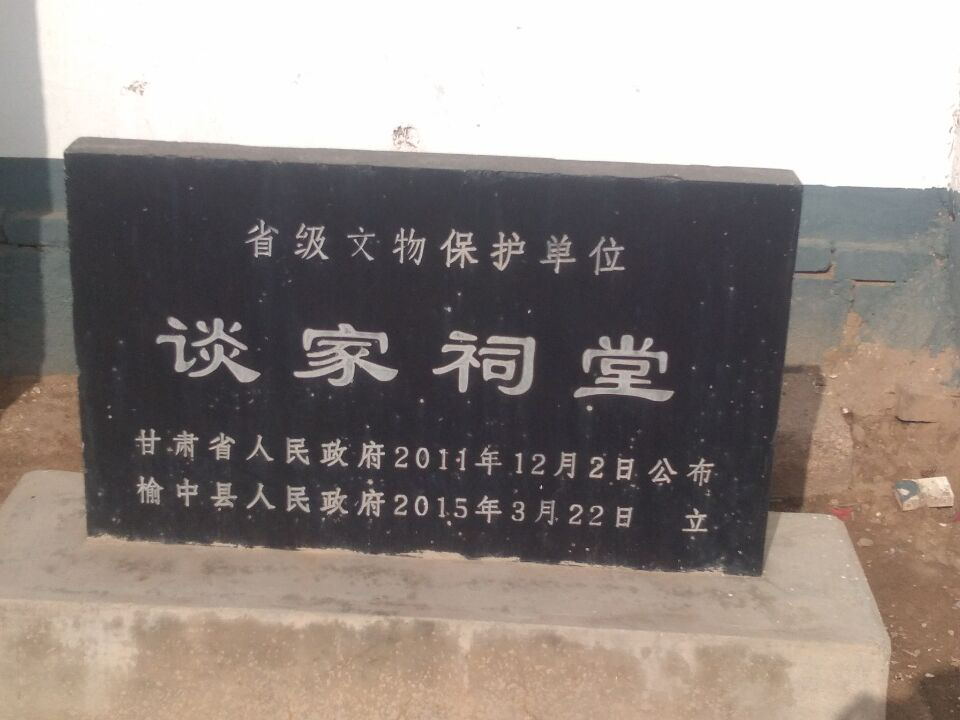 省级文物保护单位
谈家祠堂
甘肃省人民政府2011年12月2日公布
榆中县人民政府2015年3月22日 立